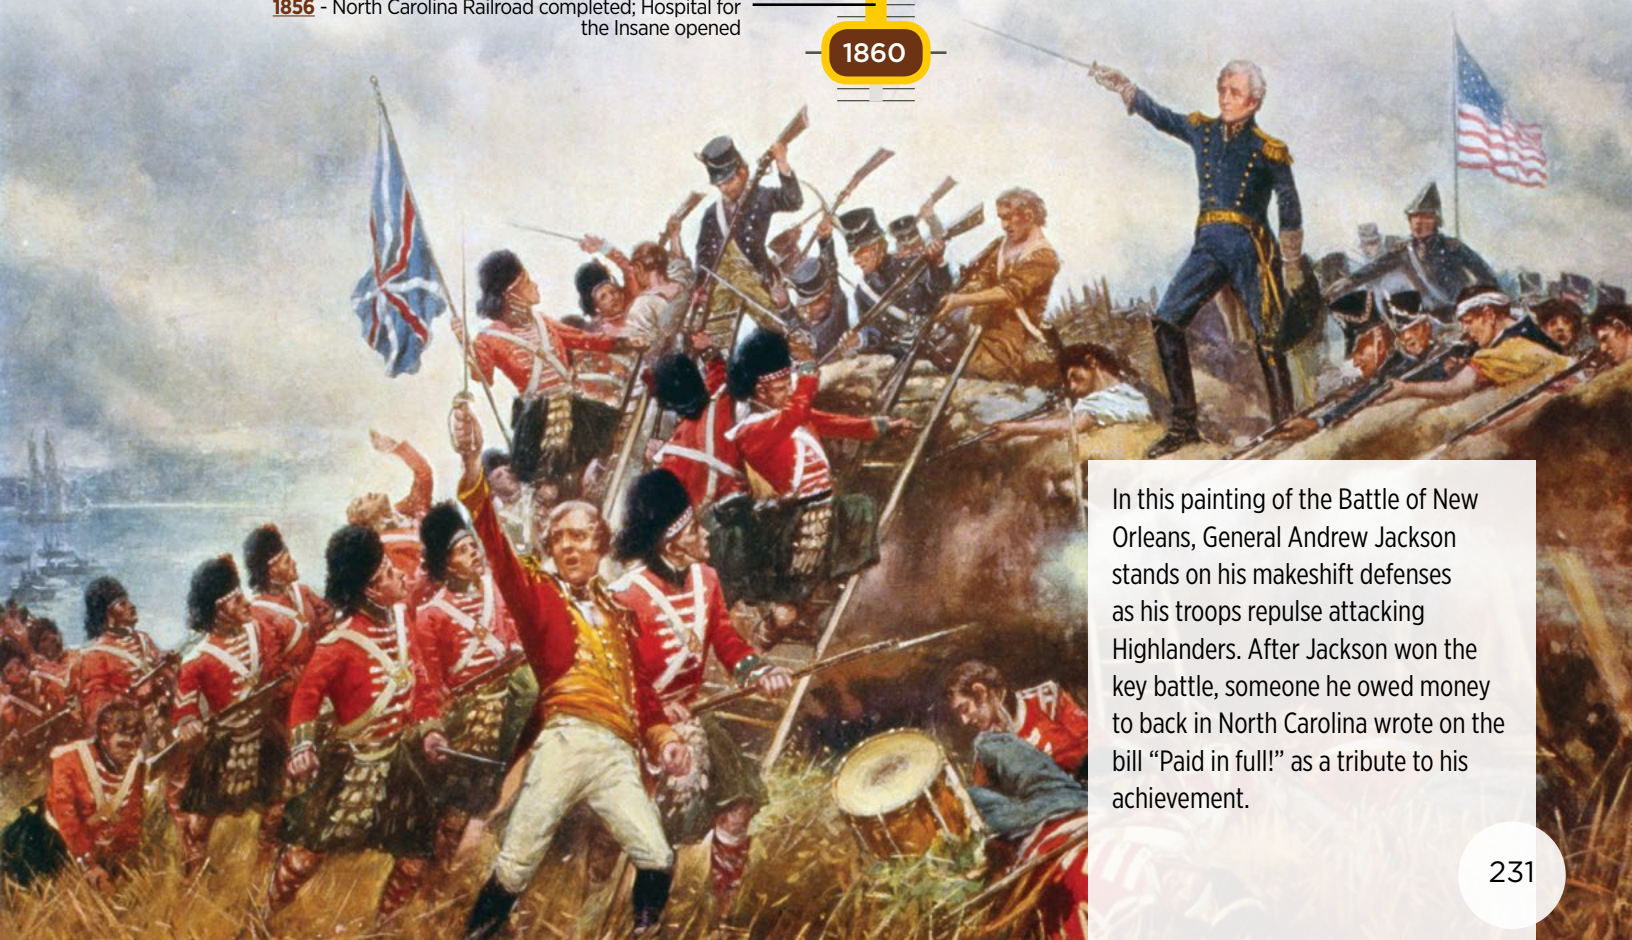 1856 - North Carolina Railroad completed; Hospital for
the Insane opened
1860
In this painting of the Battle of New
Orleans, General Andrew Jackson
stands on his makeshift defenses
as his troops repulse attacking
Highlanders. After Jackson won the
key battle, someone he owed money
to back in North Carolina wrote on the
bill “Paid in full!” as a tribute to his
achievement.
231